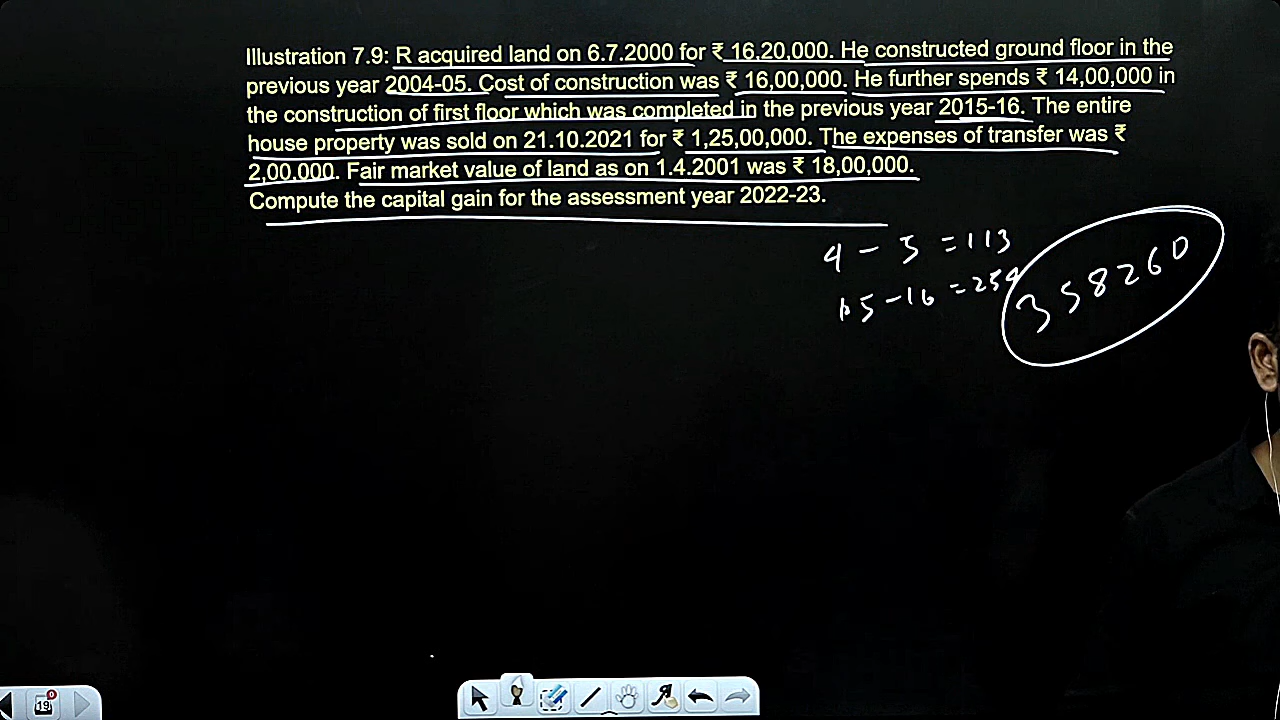 Illustration 7.9: R acquired land on 6.7.2000 for ₹ 16,20,000. He constructed ground floor in the
previous year 2004-05. Cost of construction was ₹ 16,00,000. He further spends ₹ 14,00,000 in
the construction of first floor which was completed in the previous year 2015-16. The entire
house property was sold on 21.10.2021 for ₹ 1,25,00,000. The expenses of transfer was ₹
2,00,000. Fair market value of land as on 1.4.2001 was ₹ 18,00,000.
Compute the capital gain for the assessment year 2022-23.
4 - 5 = 113
15-16 = 254
358260
19
0